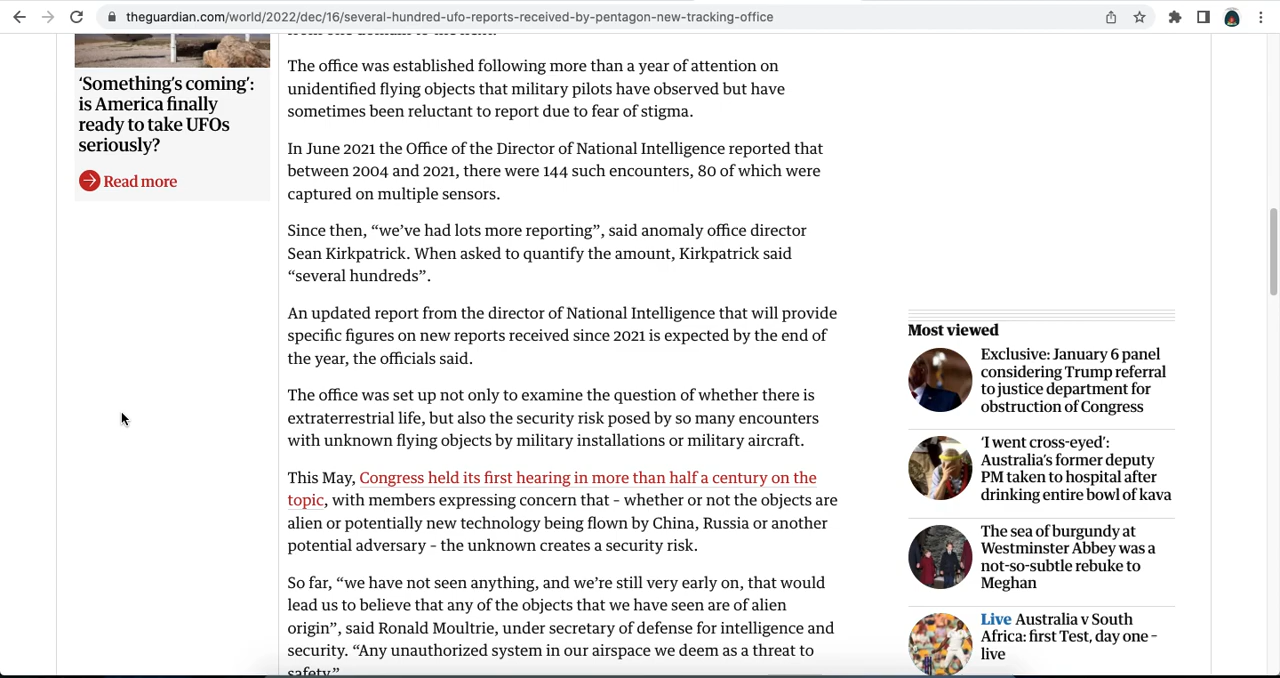 theguardian.com/world/2022/dec/16/several-hundred-ufo-reports-received-by-pentagon-new-tracking-office
'Something's coming':
is America finally
ready to take UFOs
seriously?
Read more
The office was established following more than a year of attention on
unidentified flying objects that military pilots have observed but have
sometimes been reluctant to report due to fear of stigma.
In June 2021 the Office of the Director of National Intelligence reported that
between 2004 and 2021, there were 144 such encounters, 80 of which were
captured on multiple sensors.
Since then, “we’ve had lots more reporting”, said anomaly office director
Sean Kirkpatrick. When asked to quantify the amount, Kirkpatrick said
“several hundreds”.
An updated report from the director of National Intelligence that will provide
specific figures on new reports received since 2021 is expected by the end of
the year, the officials said.
The office was set up not only to examine the question of whether there is
extraterrestrial life, but also the security risk posed by so many encounters
with unknown flying objects by military installations or military aircraft.
This May, Congress held its first hearing in more than half a century on the
topic, with members expressing concern that – whether or not the objects are
alien or potentially new technology being flown by China, Russia or another
potential adversary – the unknown creates a security risk.
So far, “we have not seen anything, and we’re still very early on, that would
lead us to believe that any of the objects that we have seen are of alien
origin”, said Ronald Moultrie, under secretary of defense for intelligence and
security. “Any unauthorized system in our airspace we deem as a threat to
safety.”
Most viewed
Exclusive: January 6 panel
considering Trump referral
to justice department for
obstruction of Congress
‘I went cross-eyed’:
Australia’s former deputy
PM taken to hospital after
drinking entire bowl of kava
The sea of burgundy at
Westminster Abbey was a
not-so-subtle rebuke to
Meghan
Live Australia v South
Africa: first Test, day one –
live